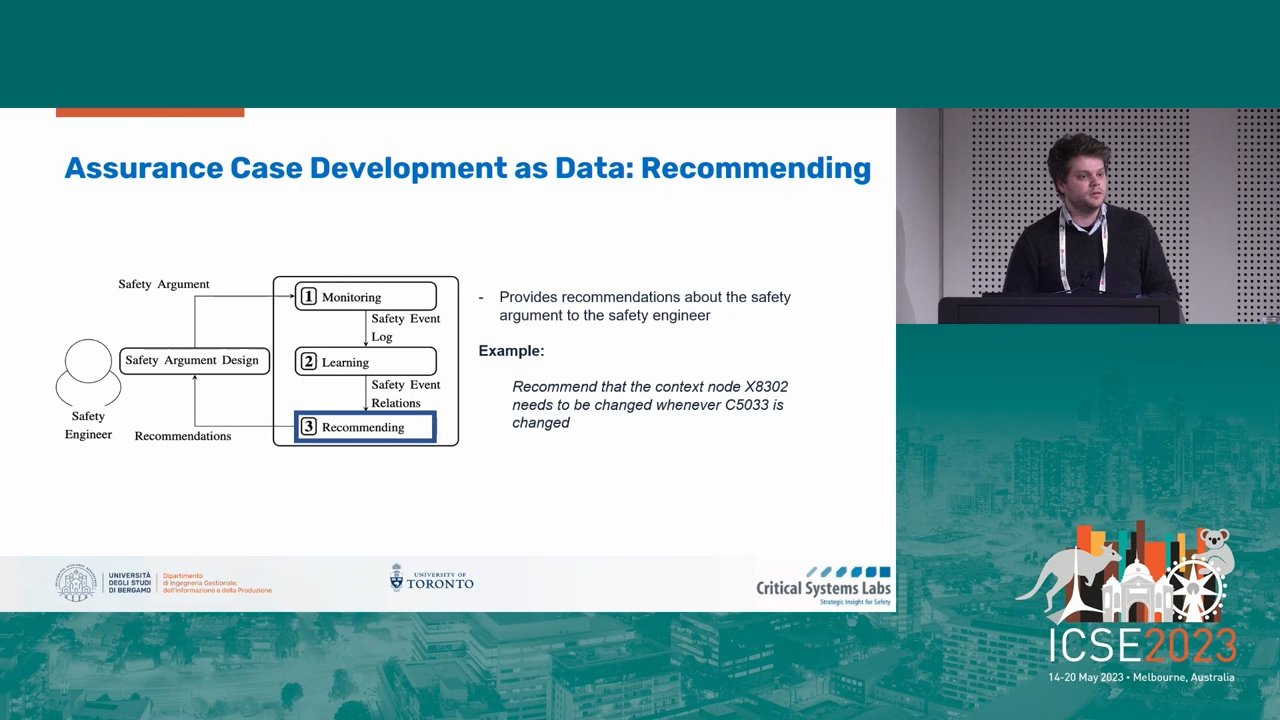 Assurance Case Development as Data: Recommending
Safety Argument
1 Monitoring
Safety Event
Log
Safety Argument Design
2 Learning
Safety Event
Relations
Safety
Engineer
Recommendations
3 Recommending
- Provides recommendations about the safety
argument to the safety engineer
Example:
Recommend that the context node X8302
needs to be changed whenever C5033 is
changed
UNIVERSITÀ
DEGLI STUDI
DI BERGAMO
Dipartimento
di Ingegneria Gestionale,
dell'Informazione e della Produzione
UNIVERSITY OF
TORONTO
Critical Systems Labs
Strategic Insight for Safety
ICSE2023
14-20 May 2023 • Melbourne, Australia